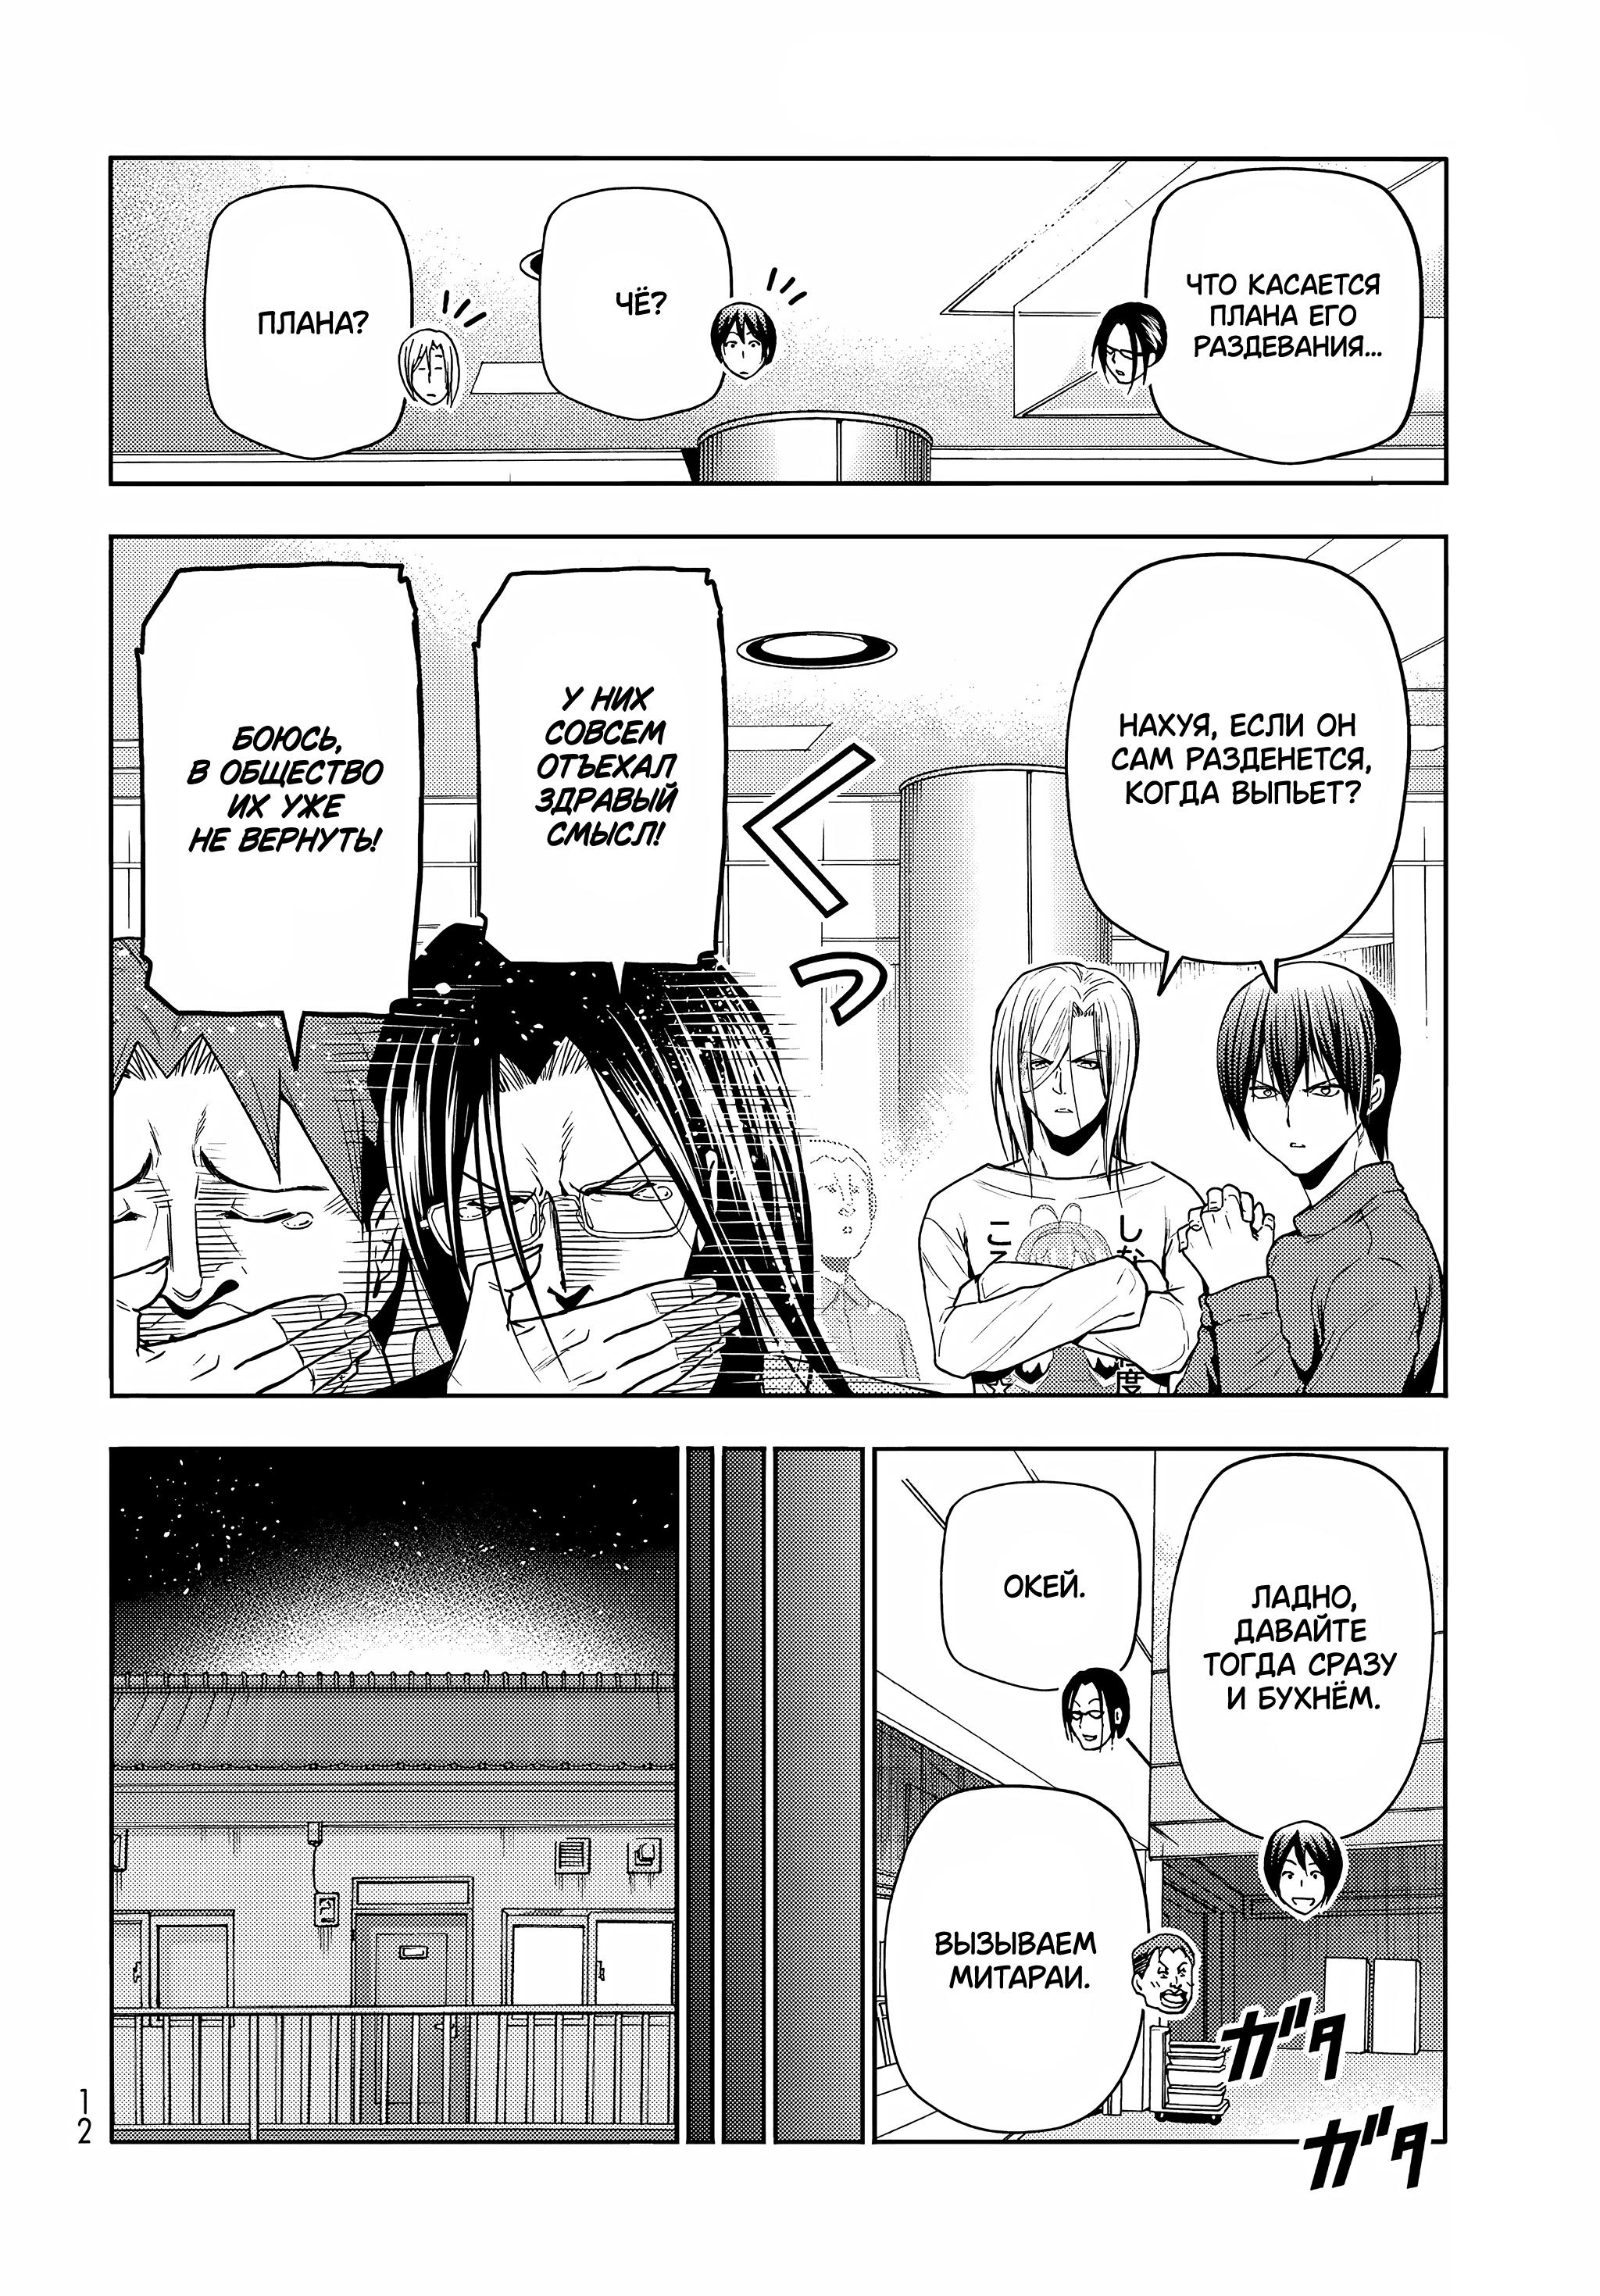 ЧТО КАСАЕТСЯ
ПЛАНА ЕГО
РАЗДЕВАНИЯ...
ЧЁ?
ПЛАНА?
НАХУЯ, ЕСЛИ ОН
САМ РАЗДЕНЕТСЯ,
КОГДА ВЫПЬЕТ?
くっ
У НИХ
СОВСЕМ
ОТЪЕХАЛ
ЗДРАВЫЙ
СМЫСЛ!
БОЮСЬ,
В ОБЩЕСТВО
ИХ УЖЕ
НЕ ВЕРНУТЬ!
ЛАДНО,
ДАВАЙТЕ
ТОГДА СРАЗУ
И БУХНЁМ.
ОКЕЙ.
ВЫЗЫВАЕМ
МИТАРАИ.
ガタ
ガタ
12